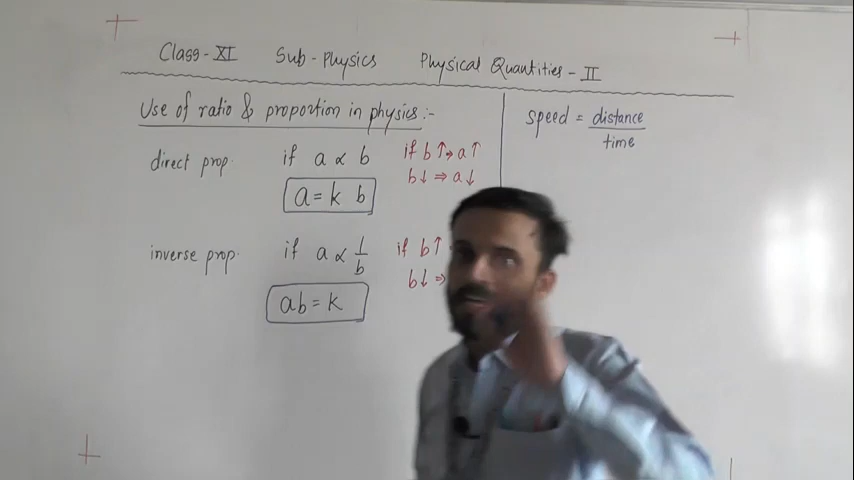 Class-XI Sub-physics Physical Quantities-II
Use of ratio & proportion in physics:-
direct prop. if a ∝ b if b↑⇒a↑
b↓ ⇒ a↓
a = k b
inverse prop. if a ∝ 1/b if b↑
b↓ ⇒
ab = k
speed = distance/time